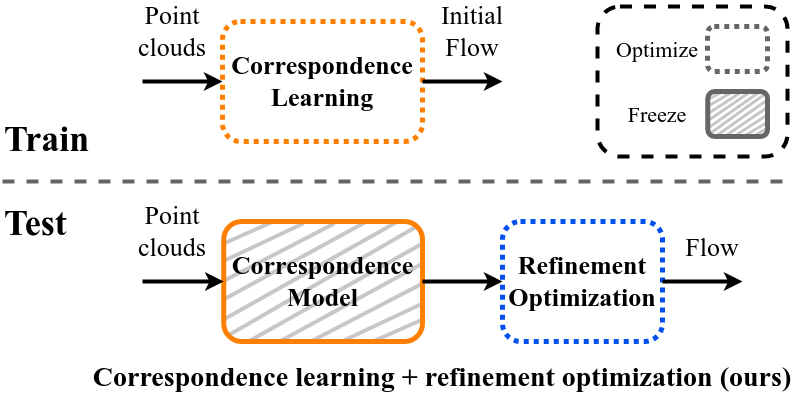 Point
clouds
Initial
Flow
Correspondence
Learning
Optimize
Freeze
Train
Test
Point
clouds
Correspondence
Model
Refinement
Optimization
Flow
Correspondence learning + refinement optimization (ours)